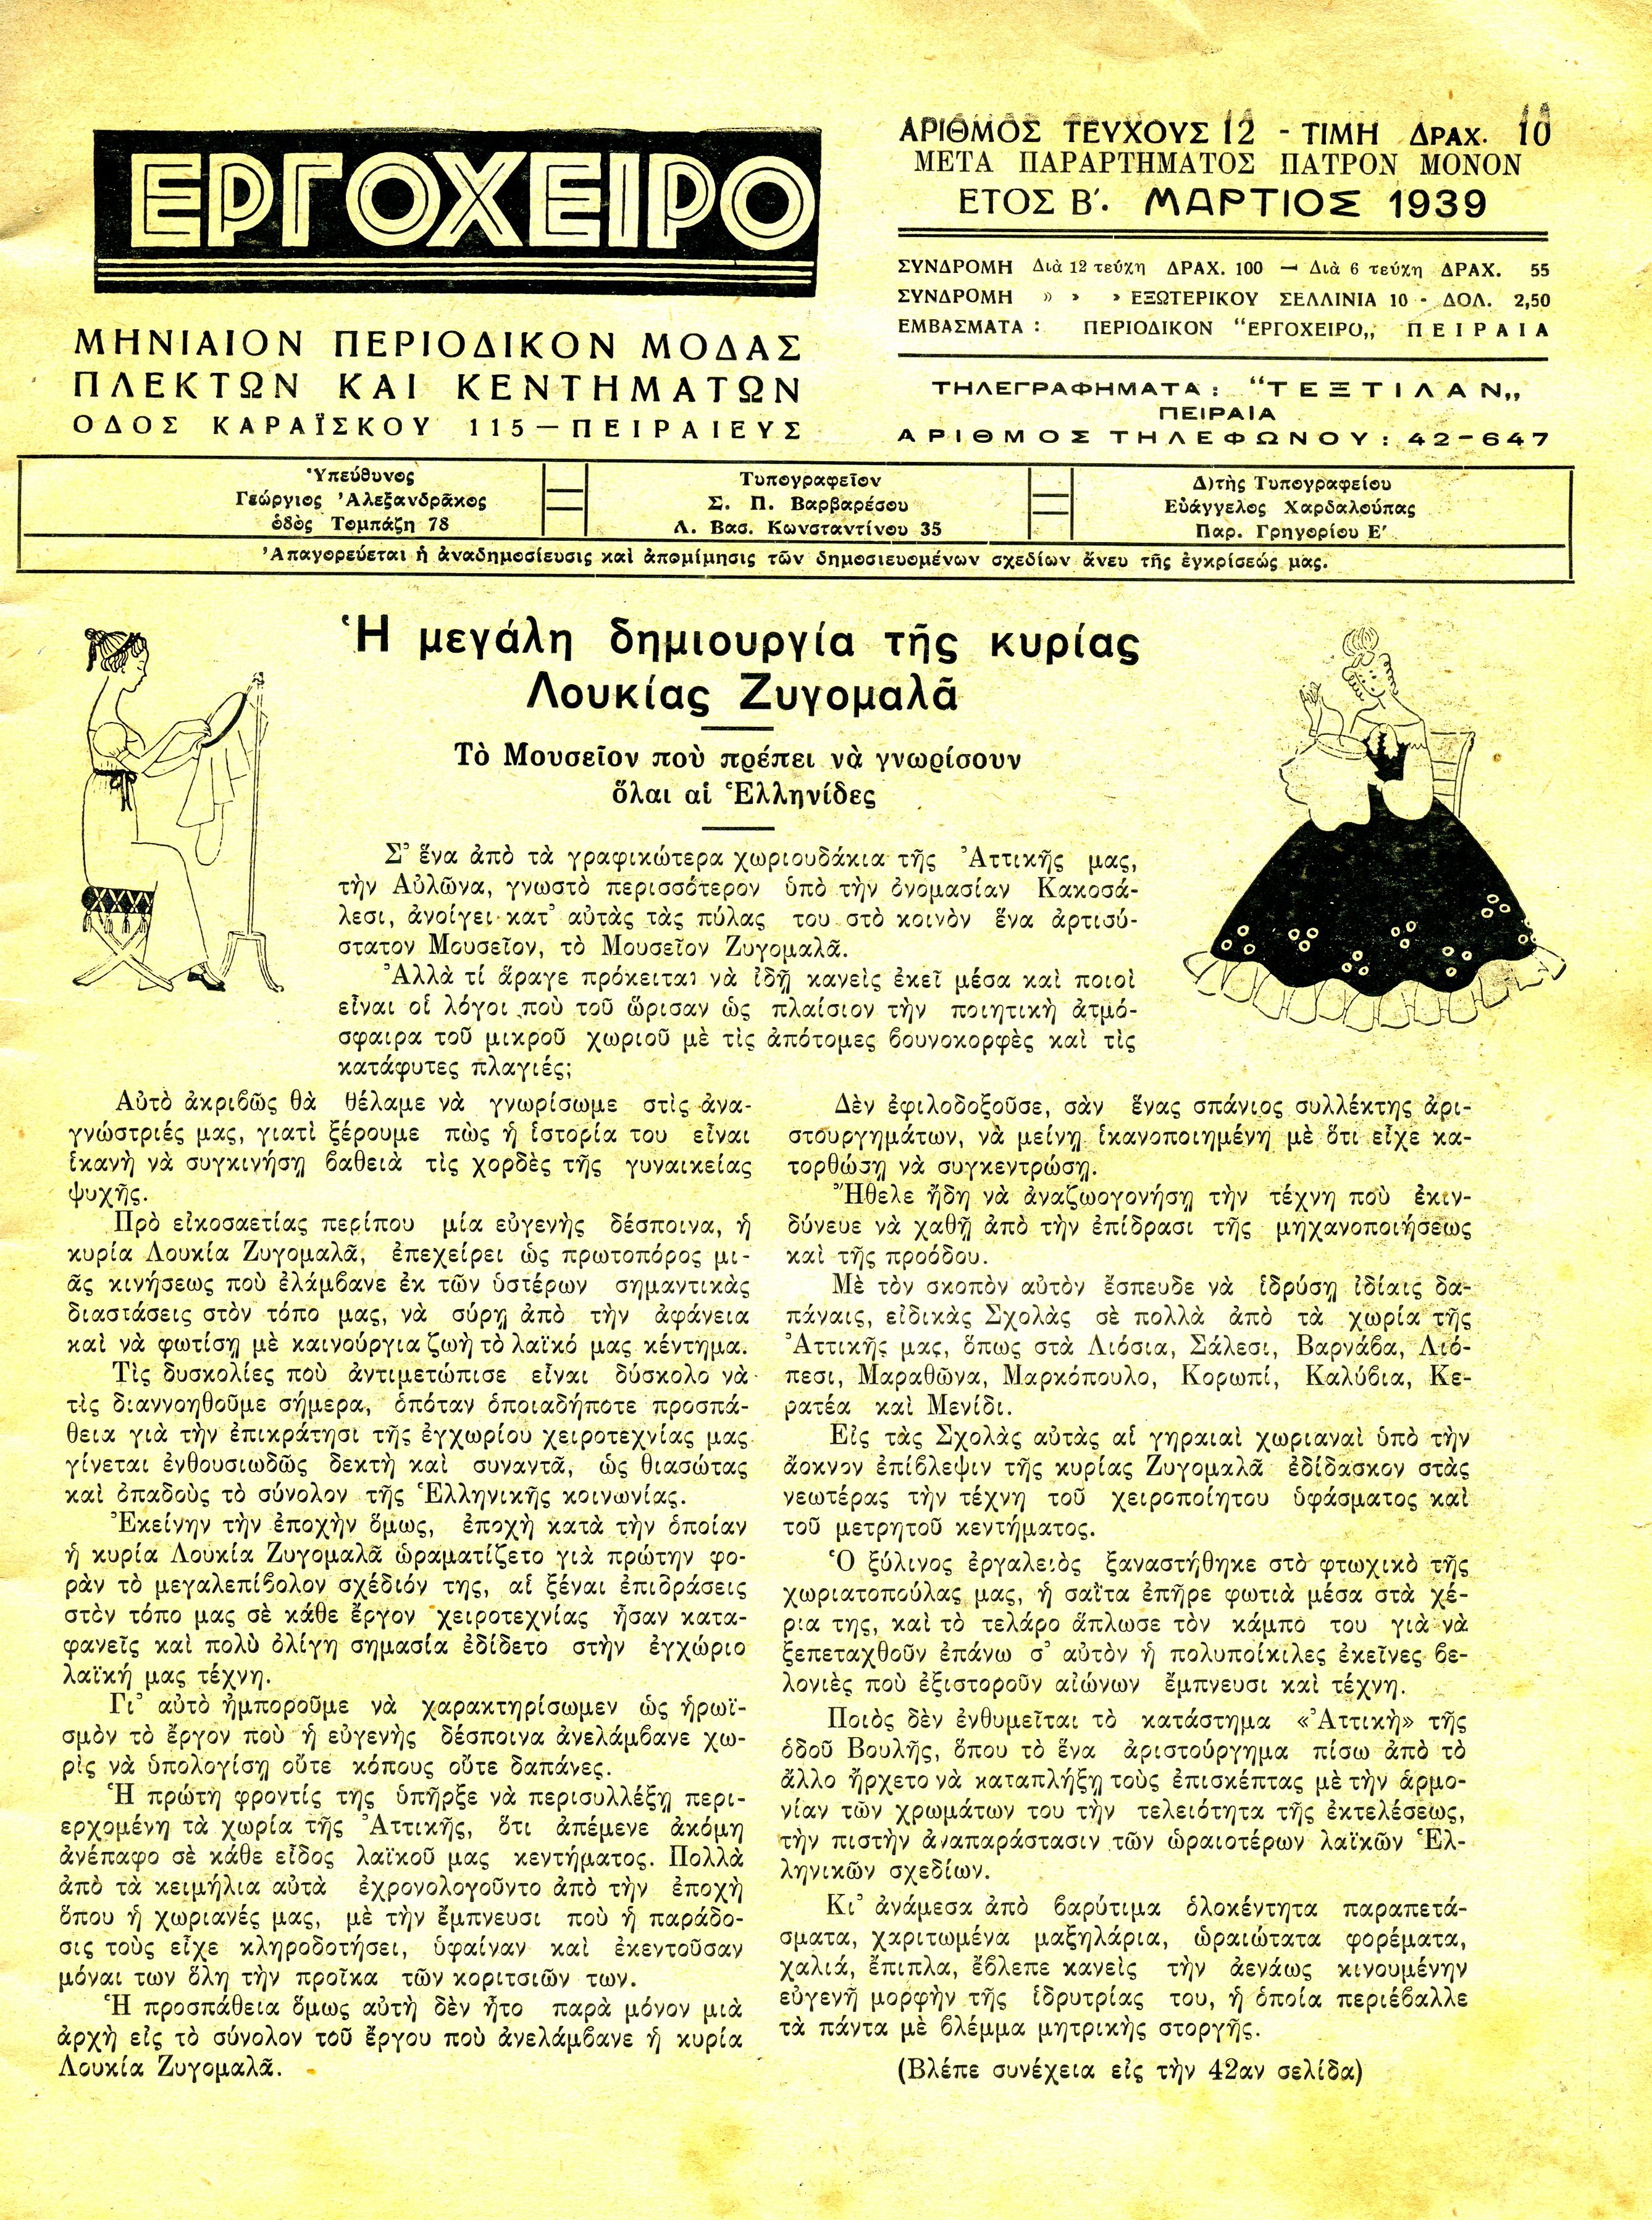 ΕΡΓΟΧΕΙΡΟ
ΜΗΝΙΑΙΟΝ ΠΕΡΙΟΔΙΚΟΝ ΜΟΔΑΣ
ΠΛΕΚΤΩΝ ΚΑΙ ΚΕΝΤΗΜΑΤΩΝ
ΟΔΟΣ ΚΑΡΑΪΣΚΟΥ 115 — ΠΕΙΡΑΙΕΥΣ
ΑΡΙΘΜΟΣ ΤΕΥΧΟΥΣ 12 - ΤΙΜΗ ΔΡΑΧ. 10
ΜΕΤΑ ΠΑΡΑΡΤΗΜΑΤΟΣ ΠΑΤΡΟΝ ΜΟΝΟΝ
ΕΤΟΣ Β΄. ΜΑΡΤΙΟΣ 1939
ΣΥΝΔΡΟΜΗ Διὰ 12 τεύχη ΔΡΑΧ. 100 — Διὰ 6 τεύχη ΔΡΑΧ. 55
ΣΥΝΔΡΟΜΗ » » » ΕΞΩΤΕΡΙΚΟΥ ΣΕΛΛΙΝΙΑ 10 - ΔΟΛ. 2,50
ΕΜΒΑΣΜΑΤΑ : ΠΕΡΙΟΔΙΚΟΝ “ΕΡΓΟΧΕΙΡΟ„ ΠΕΙΡΑΙΑ
ΤΗΛΕΓΡΑΦΗΜΑΤΑ : “ΤΕΞΤΙΛΑΝ„
ΠΕΙΡΑΙΑ
ΑΡΙΘΜΟΣ ΤΗΛΕΦΩΝΟΥ : 42-647
Ὑπεύθυνος
Γεώργιος Ἀλεξανδρᾶκος
ὁδὸς Τομπάζη 78
Τυπογραφεῖον
Σ. Π. Βαρβαρέσου
Λ. Βασ. Κωνσταντίνου 35
Δ)τὴς Τυπογραφείου
Εὐάγγελος Χαρδαλούπας
Παρ. Γρηγορίου Ε΄
Ἀπαγορεύεται ἡ ἀναδημοσίευσις καὶ ἀπομίμησις τῶν δημοσιευομένων σχεδίων ἄνευ τῆς ἐγκρίσεώς μας.
Ἡ μεγάλη δημιουργία τῆς κυρίας
Λουκίας Ζυγομαλᾶ
Τὸ Μουσεῖον ποὺ πρέπει νὰ γνωρίσουν
ὅλαι αἱ Ἑλληνίδες
Σ’ ἕνα ἀπὸ τὰ γραφικώτερα χωριουδάκια τῆς Ἀττικῆς μας,
τὴν Αὐλῶνα, γνωστὸ περισσότερον ὑπὸ τὴν ὀνομασίαν Κακοσά-
λεσι, ἀνοίγει κατ’ αὐτὰς τὰς πύλας του στὸ κοινὸν ἕνα ἀρτισύ-
στατον Μουσεῖον, τὸ Μουσεῖον Ζυγομαλᾶ.
Ἀλλὰ τί ἄραγε πρόκειται νὰ ἰδῇ κανεὶς ἐκεῖ μέσα καὶ ποιοὶ
εἶναι οἱ λόγοι ποὺ τοῦ ὥρισαν ὡς πλαίσιον τὴν ποιητικὴ ἀτμό-
σφαιρα τοῦ μικροῦ χωριοῦ μὲ τὶς ἀπότομες βουνοκορφὲς καὶ τὶς
κατάφυτες πλαγιές;
Αὐτὸ ἀκριβῶς θὰ θέλαμε νὰ γνωρίσωμε στὶς ἀνα-
γνώστριές μας, γιατὶ ξέρουμε πὼς ἡ ἱστορία του εἶναι
ἱκανὴ νὰ συγκινήσῃ βαθειὰ τὶς χορδὲς τῆς γυναικείας
ψυχῆς.
Πρὸ εἰκοσαετίας περίπου μία εὐγενὴς δέσποινα, ἡ
κυρία Λουκία Ζυγομαλᾶ, ἐπεχείρει ὡς πρωτοπόρος μι-
ᾶς κινήσεως ποὺ ἐλάμβανε ἐκ τῶν ὑστέρων σημαντικὰς
διαστάσεις στὸν τόπο μας, νὰ σύρῃ ἀπὸ τὴν ἀφάνεια
καὶ νὰ φωτίσῃ μὲ καινούργια ζωὴ τὸ λαϊκό μας κέντημα.
Τὶς δυσκολίες ποὺ ἀντιμετώπισε εἶναι δύσκολο νὰ
τὶς διαννοηθοῦμε σήμερα, ὁπόταν ὁποιαδήποτε προσπά-
θεια γιὰ τὴν ἐπικράτησι τῆς ἐγχωρίου χειροτεχνίας μας
γίνεται ἐνθουσιωδῶς δεκτὴ καὶ συναντᾶ, ὡς θιασώτας
καὶ ὀπαδοὺς τὸ σύνολον τῆς Ἑλληνικῆς κοινωνίας.
Ἐκείνην τὴν ἐποχὴν ὅμως, ἐποχὴ κατὰ τὴν ὁποίαν
ἡ κυρία Λουκία Ζυγομαλᾶ ὡραματίζετο γιὰ πρώτην φο-
ρὰν τὸ μεγαλεπίβολον σχέδιόν της, αἱ ξέναι ἐπιδράσεις
στὸν τόπο μας σὲ κάθε ἔργον χειροτεχνίας ἦσαν κατα-
φανεῖς καὶ πολὺ ὀλίγη σημασία ἐδίδετο στὴν ἐγχώριο
λαϊκή μας τέχνη.
Γι’ αὐτὸ ἠμποροῦμε νὰ χαρακτηρίσωμεν ὡς ἡρωϊ-
σμὸν τὸ ἔργον ποὺ ἡ εὐγενὴς δέσποινα ἀνελάμβανε χω-
ρὶς νὰ ὑπολογίσῃ οὔτε κόπους οὔτε δαπάνες.
Ἡ πρώτη φροντίς της ὑπῆρξε νὰ περισυλλέξῃ περι-
ερχομένη τὰ χωρία τῆς Ἀττικῆς, ὅτι ἀπέμενε ἀκόμη
ἀνέπαφο σὲ κάθε εἶδος λαϊκοῦ μας κεντήματος. Πολλὰ
ἀπὸ τὰ κειμήλια αὐτὰ ἐχρονολογοῦντο ἀπὸ τὴν ἐποχὴ
ὅπου ἡ χωριανές μας, μὲ τὴν ἔμπνευσι ποὺ ἡ παράδο-
σις τοὺς εἶχε κληροδοτήσει, ὑφαίναν καὶ ἐκεντοῦσαν
μόναι των ὅλη τὴν προῖκα τῶν κοριτσιῶν των.
Ἡ προσπάθεια ὅμως αὐτὴ δὲν ἦτο παρὰ μόνον μιὰ
ἀρχὴ εἰς τὸ σύνολον τοῦ ἔργου ποὺ ἀνελάμβανε ἡ κυρία
Λουκία Ζυγομαλᾶ.
Δὲν ἐφιλοδοξοῦσε, σὰν ἕνας σπάνιος συλλέκτης ἀρι-
στουργημάτων, νὰ μείνῃ ἱκανοποιημένη μὲ ὅτι εἶχε κα-
τορθώσῃ νὰ συγκεντρώσῃ.
Ἤθελε ἤδη νὰ ἀναζωογονήσῃ τὴν τέχνη ποὺ ἐκιν-
δύνευε νὰ χαθῇ ἀπὸ τὴν ἐπίδρασι τῆς μηχανοποιήσεως
καὶ τῆς προόδου.
Μὲ τὸν σκοπὸν αὐτὸν ἔσπευδε νὰ ἱδρύσῃ ἰδίαις δα-
πάναις, εἰδικὰς Σχολὰς σὲ πολλὰ ἀπὸ τὰ χωρία τῆς
Ἀττικῆς μας, ὅπως στὰ Λιόσια, Σάλεσι, Βαρνάβα, Λιό-
πεσι, Μαραθῶνα, Μαρκόπουλο, Κορωπί, Καλύβια, Κε-
ρατέα καὶ Μενίδι.
Εἰς τὰς Σχολὰς αὐτὰς αἱ γηραιαὶ χωριαναὶ ὑπὸ τὴν
ἄοκνον ἐπίβλεψιν τῆς κυρίας Ζυγομαλᾶ ἐδίδασκον στὰς
νεωτέρας τὴν τέχνη τοῦ χειροποίητου ὑφάσματος καὶ
τοῦ μετρητοῦ κεντήματος.
Ὁ ξύλινος ἐργαλειὸς ξαναστήθηκε στὸ φτωχικὸ τῆς
χωριατοπούλας μας, ἡ σαΐτα ἐπῆρε φωτιὰ μέσα στὰ χέ-
ρια της, καὶ τὸ τελάρο ἅπλωσε τὸν κάμπο του γιὰ νὰ
ξεπεταχθοῦν ἐπάνω σ’ αὐτὸν ἡ πολυποίκιλες ἐκεῖνες βε-
λονιὲς ποὺ ἐξιστοροῦν αἰώνων ἔμπνευσι καὶ τέχνη.
Ποιὸς δὲν ἐνθυμεῖται τὸ κατάστημα «Ἀττικὴ» τῆς
ὁδοῦ Βουλῆς, ὅπου τὸ ἕνα ἀριστούργημα πίσω ἀπὸ τὸ
ἄλλο ἤρχετο νὰ καταπλήξῃ τοὺς ἐπισκέπτας μὲ τὴν ἁρμο-
νίαν τῶν χρωμάτων του τὴν τελειότητα τῆς ἐκτελέσεως,
τὴν πιστὴν ἀναπαράστασιν τῶν ὡραιοτέρων λαϊκῶν Ἑλ-
ληνικῶν σχεδίων.
Κι’ ἀνάμεσα ἀπὸ βαρύτιμα ὁλοκέντητα παραπετά-
σματα, χαριτωμένα μαξηλάρια, ὡραιώτατα φορέματα,
χαλιά, ἔπιπλα, ἔβλεπε κανεὶς τὴν ἀενάως κινουμένην
εὐγενῆ μορφὴν τῆς ἱδρυτρίας του, ἡ ὁποία περιέβαλλε
τὰ πάντα μὲ βλέμμα μητρικῆς στοργῆς.
(Βλέπε συνέχεια εἰς τὴν 42αν σελίδα)